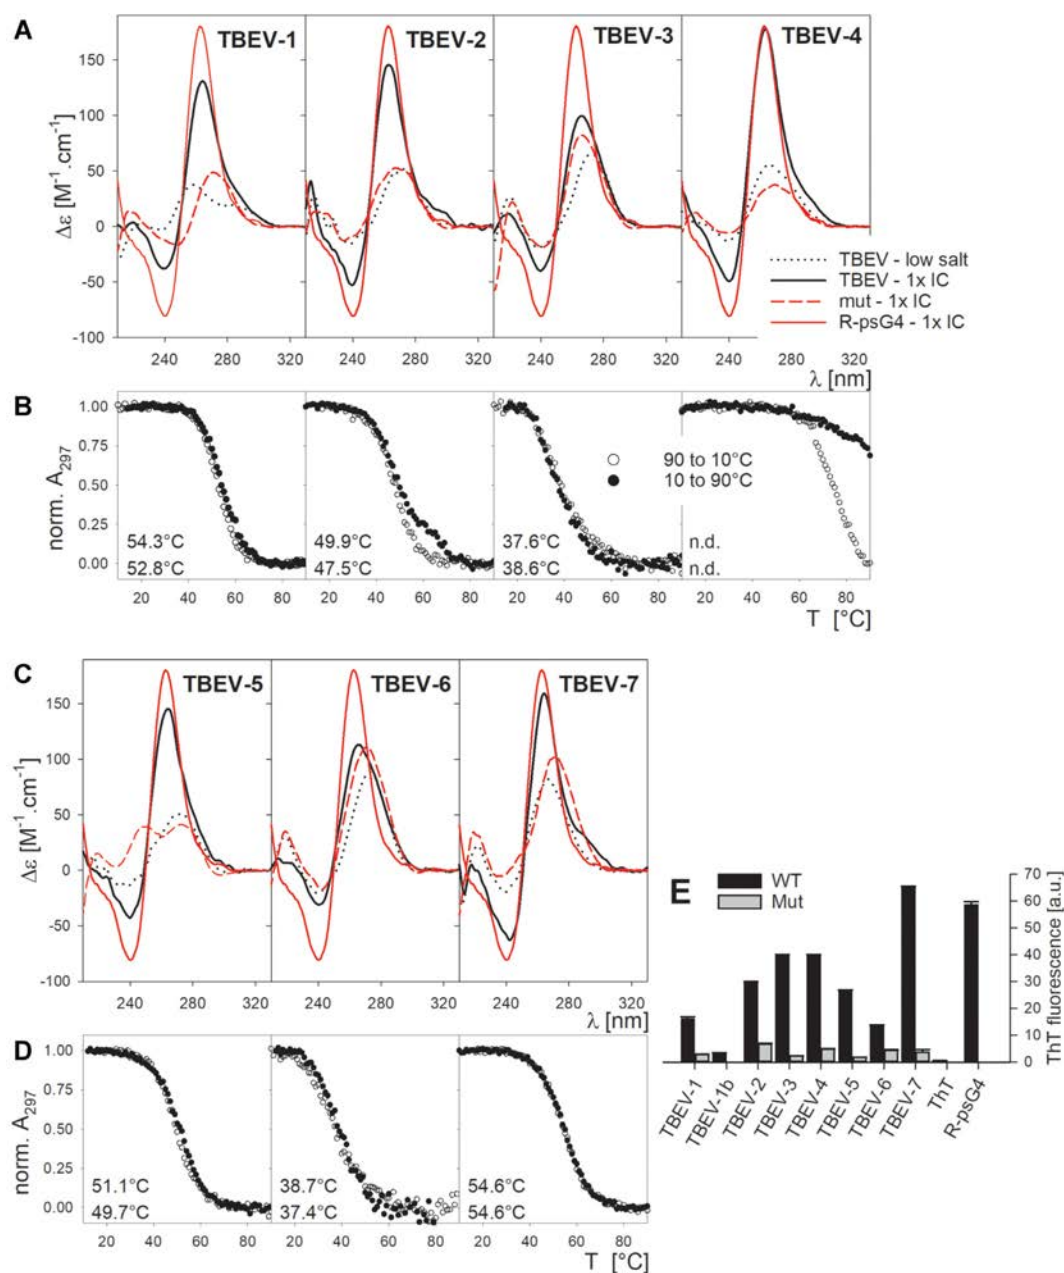 A
TBEV-1 TBEV-2 TBEV-3 TBEV-4
Δε [M⁻¹.cm⁻¹]
150
100
50
0
-50
-100
TBEV - low salt
TBEV - 1x IC
mut - 1x IC
R-psG4 - 1x IC
240 280 320 240 280 320 240 280 320 240 280 320
λ [nm]
B
norm. A297
1.00
0.75
0.50
0.25
0.00
90 to 10°C
10 to 90°C
54.3°C 49.9°C 37.6°C n.d.
52.8°C 47.5°C 38.6°C n.d.
20 40 60 80 20 40 60 80 20 40 60 80 20 40 60 80
T [°C]
C
TBEV-5 TBEV-6 TBEV-7
Δε [M⁻¹.cm⁻¹]
150
100
50
0
-50
-100
240 280 320 240 280 320 240 280 320
λ [nm]
D
norm. A297
1.00
0.75
0.50
0.25
0.00
51.1°C 38.7°C 54.6°C
49.7°C 37.4°C 54.6°C
20 40 60 80 20 40 60 80 20 40 60 80
T [°C]
E
WT
Mut
70
60
50
40
30
20
10
0
ThT fluorescence [a.u.]
TBEV-1
TBEV-1b
TBEV-2
TBEV-3
TBEV-4
TBEV-5
TBEV-6
TBEV-7
ThT
R-psG4